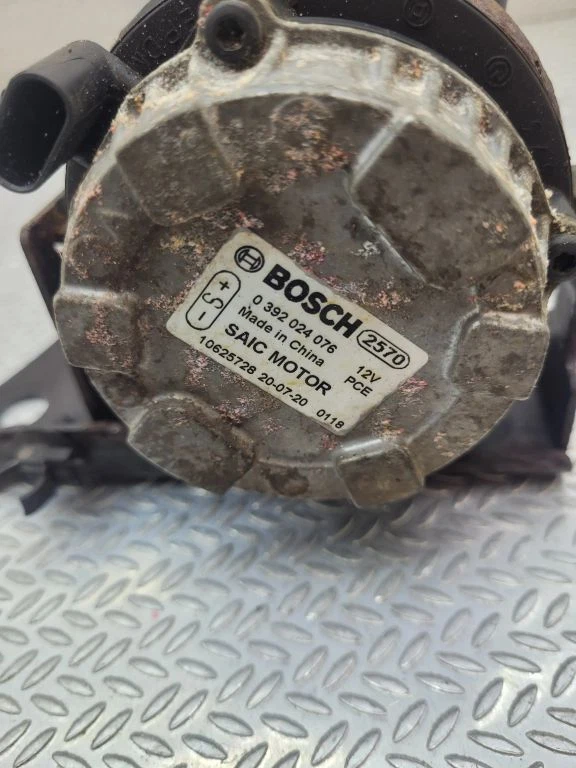 BOSCH 2570
+ S -
0 392 024 076 12V
Made in China PCE
SAIC MOTOR
10625728 20-07-20 0118